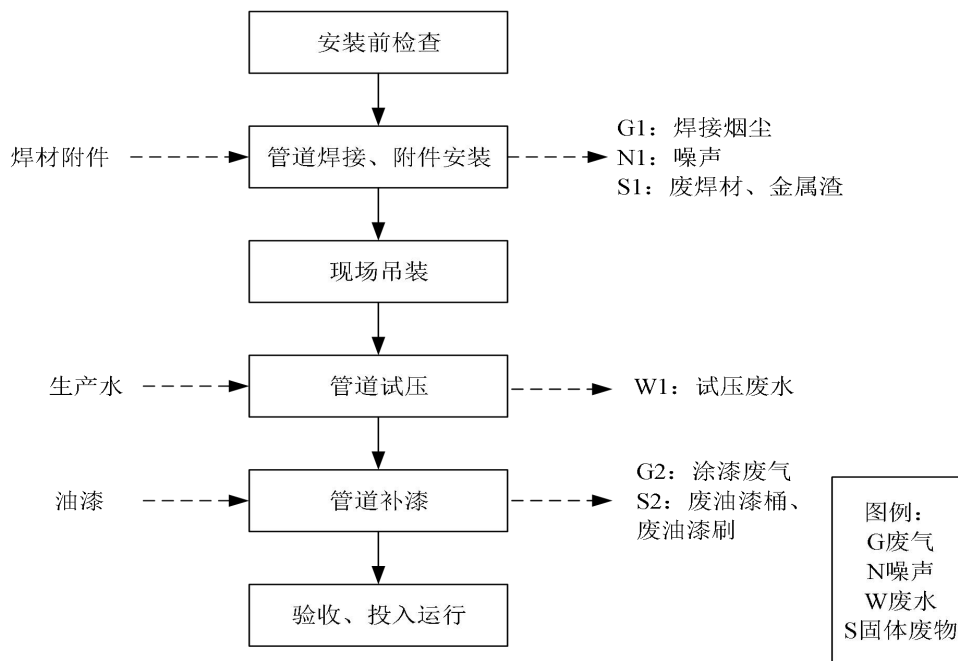 安装前检查
焊材附件
管道焊接、附件安装
G1：焊接烟尘
N1：噪声
S1：废焊材、金属渣
现场吊装
生产水
管道试压
W1：试压废水
油漆
管道补漆
G2：涂漆废气
S2：废油漆桶、
废油漆刷
验收、投入运行
图例：
G废气
N噪声
W废水
S固体废物